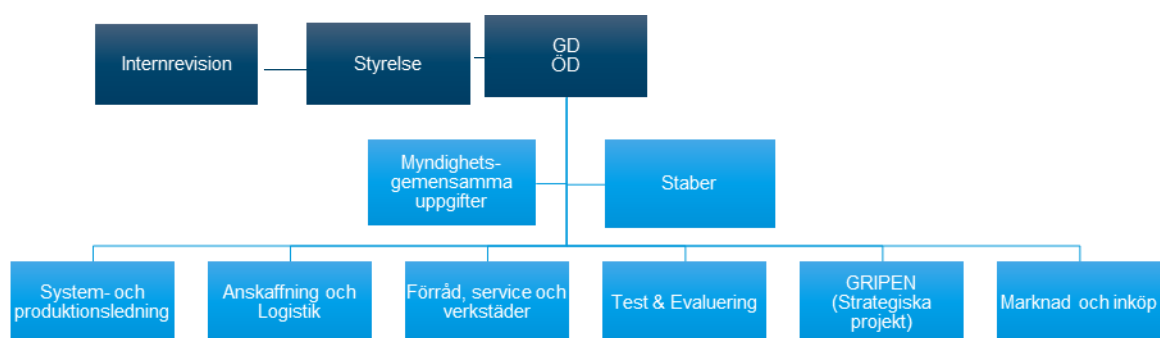 Internrevision
Styrelse
GD
ÖD
Myndighets-
gemensamma
uppgifter
Staber
System- och
produktionsledning
Anskaffning och
Logistik
Förråd, service och
verkstäder
Test & Evaluering
GRIPEN
(Strategiska
projekt)
Marknad och inköp